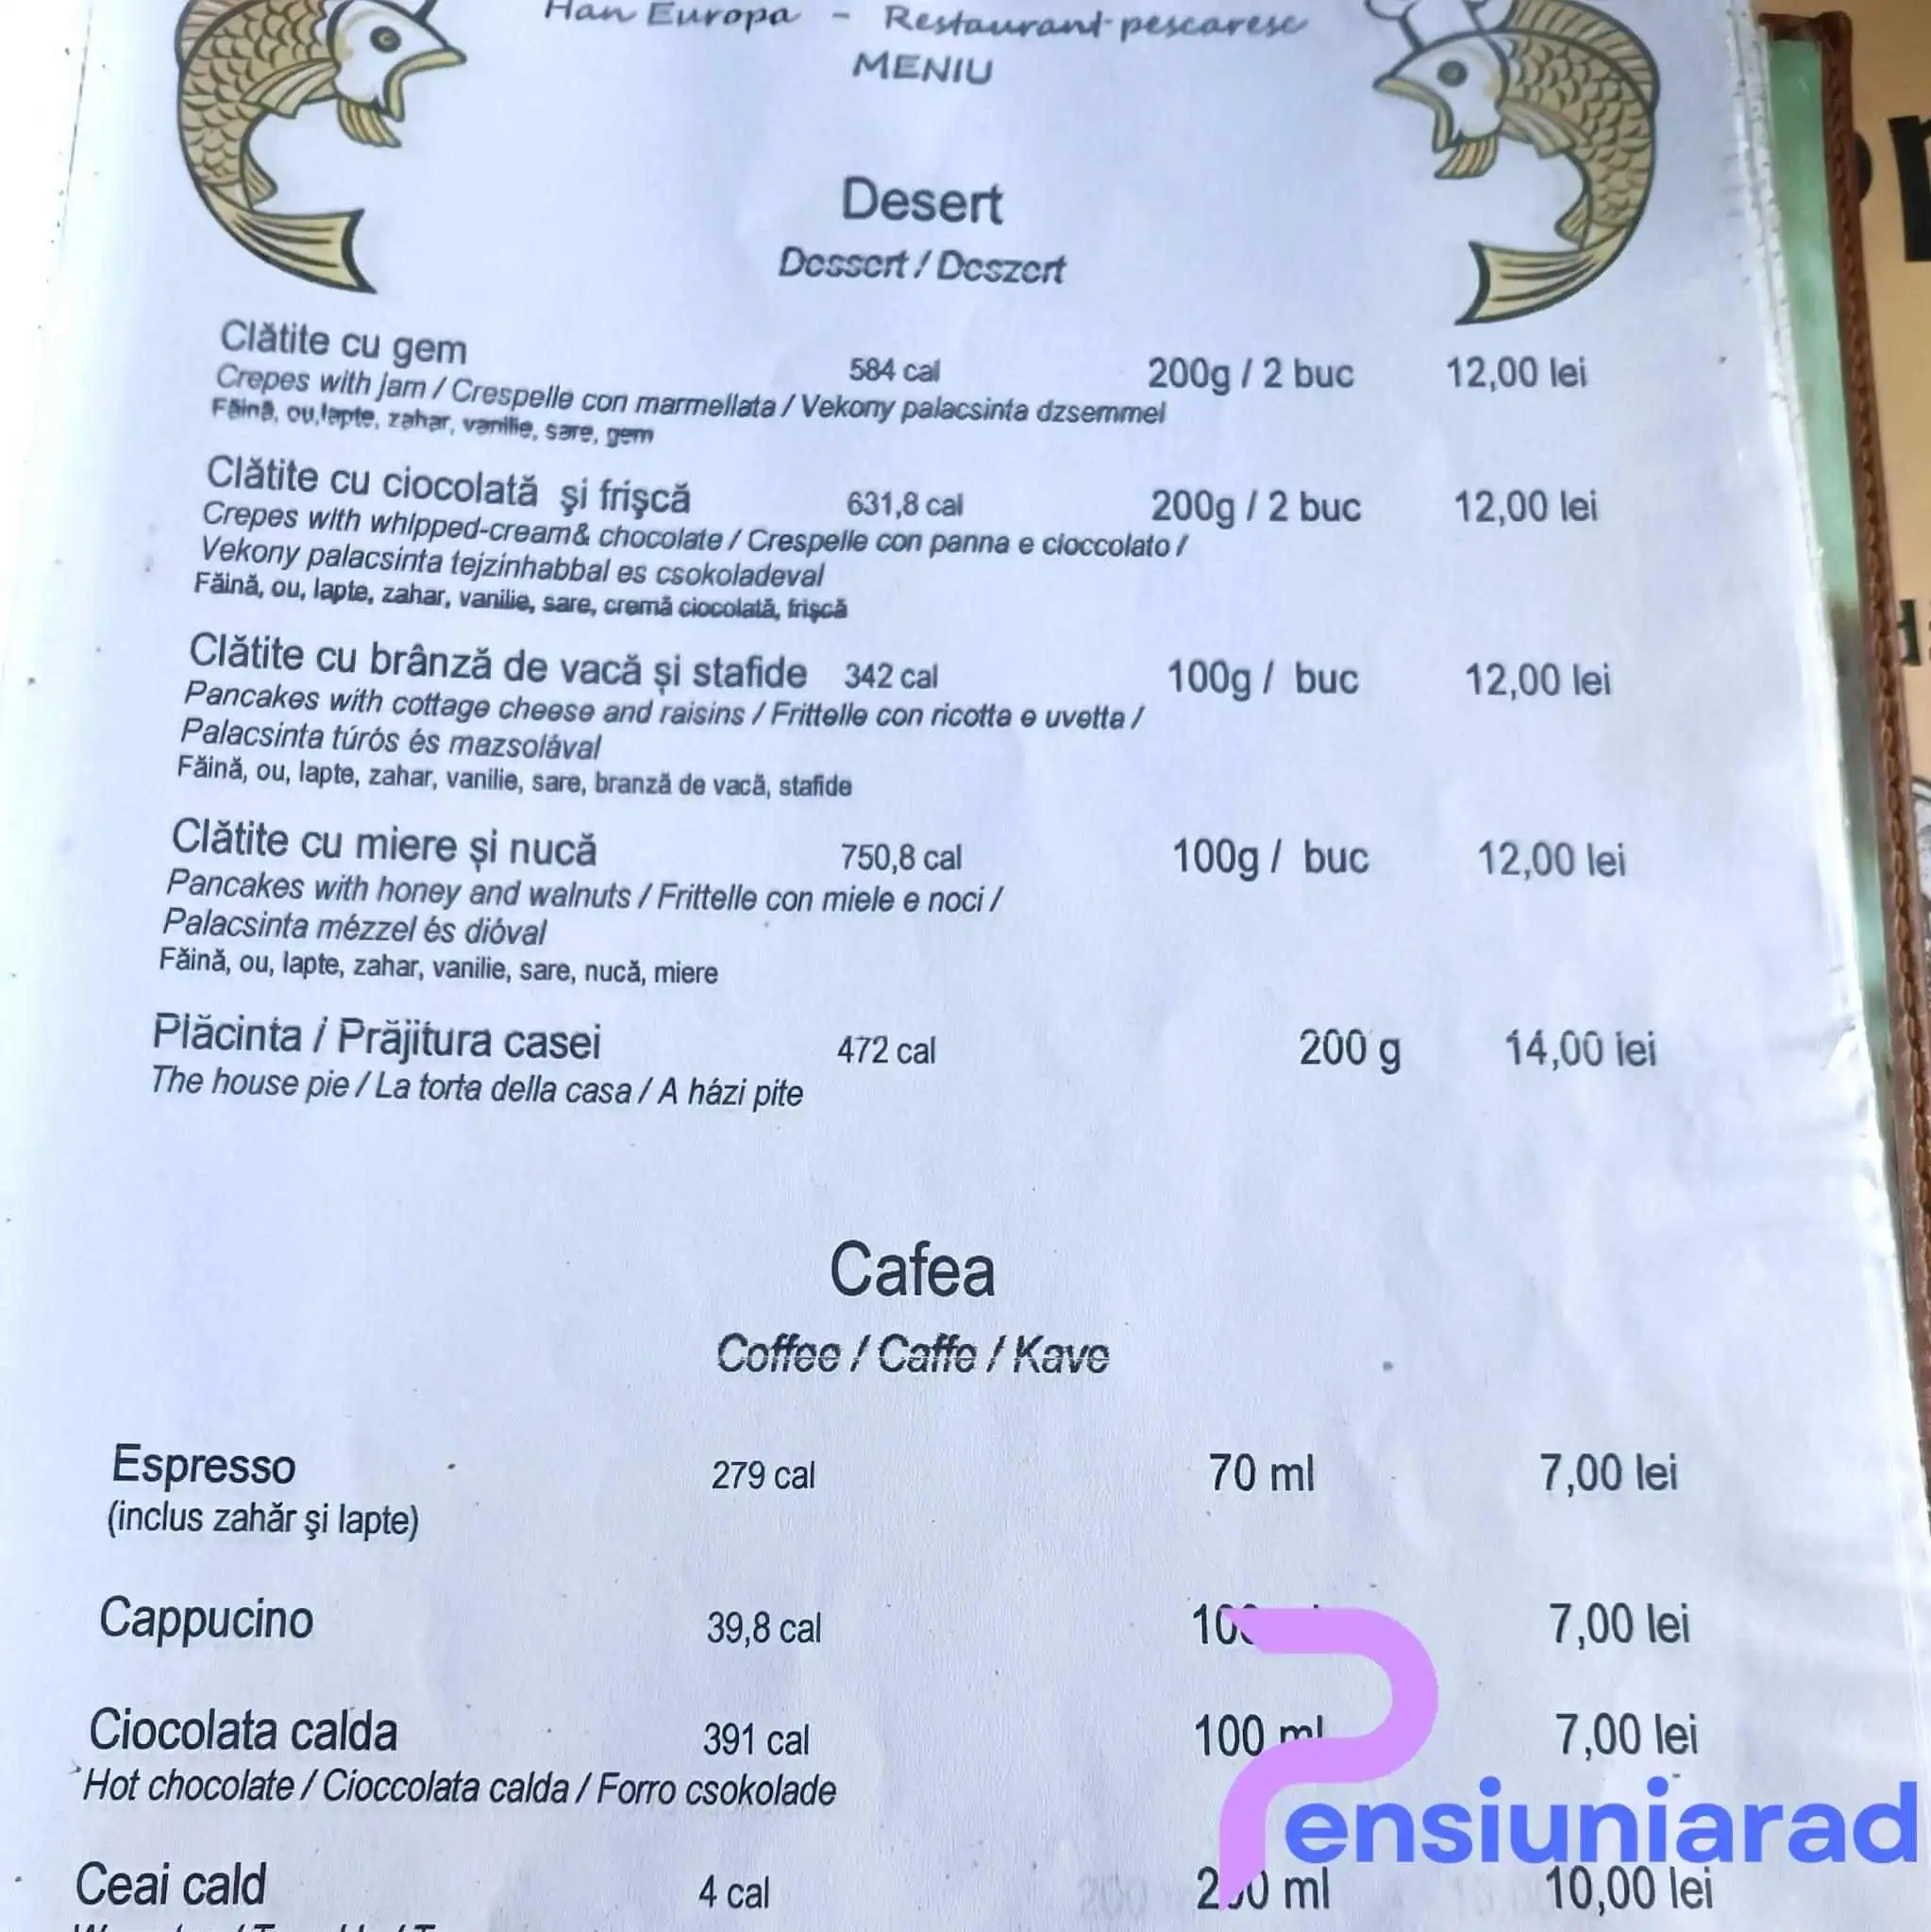 Han Europa - Restaurant pescaresc
MENIU
Desert
Dessert / Deszert
Clătite cu gem 584 cal 200g / 2 buc 12,00 lei
Crepes with jam / Crespelle con marmellata / Vekony palacsinta dzsemmel
Făină, ou,lapte, zahar, vanilie, sare, gem
Clătite cu ciocolată şi frişcă 631,8 cal 200g / 2 buc 12,00 lei
Crepes with whipped-cream& chocolate / Crespelle con panna e cioccolato /
Vekony palacsinta tejzinhabbal es csokoladeval
Făină, ou, lapte, zahar, vanilie, sare, cremă ciocolată, frişcă
Clătite cu brânză de vacă și stafide 342 cal 100g / buc 12,00 lei
Pancakes with cottage cheese and raisins / Frittelle con ricotta e uvetta /
Palacsinta túrós és mazsolával
Făină, ou, lapte, zahar, vanilie, sare, branză de vacă, stafide
Clătite cu miere și nucă 750,8 cal 100g / buc 12,00 lei
Pancakes with honey and walnuts / Frittelle con miele e noci /
Palacsinta mézzel és dióval
Făină, ou, lapte, zahar, vanilie, sare, nucă, miere
Plăcinta / Prăjitura casei 472 cal 200 g 14,00 lei
The house pie / La torta della casa / A házi pite
Cafea
Coffee / Caffe / Kave
Espresso 279 cal 70 ml 7,00 lei
(inclus zahăr şi lapte)
Cappucino 39,8 cal 7,00 lei
Ciocolata calda 391 cal 100 ml 7,00 lei
Hot chocolate / Cioccolata calda / Forro csokolade
Pensiuniarad
Ceai cald 4 cal 200 ml 10,00 lei